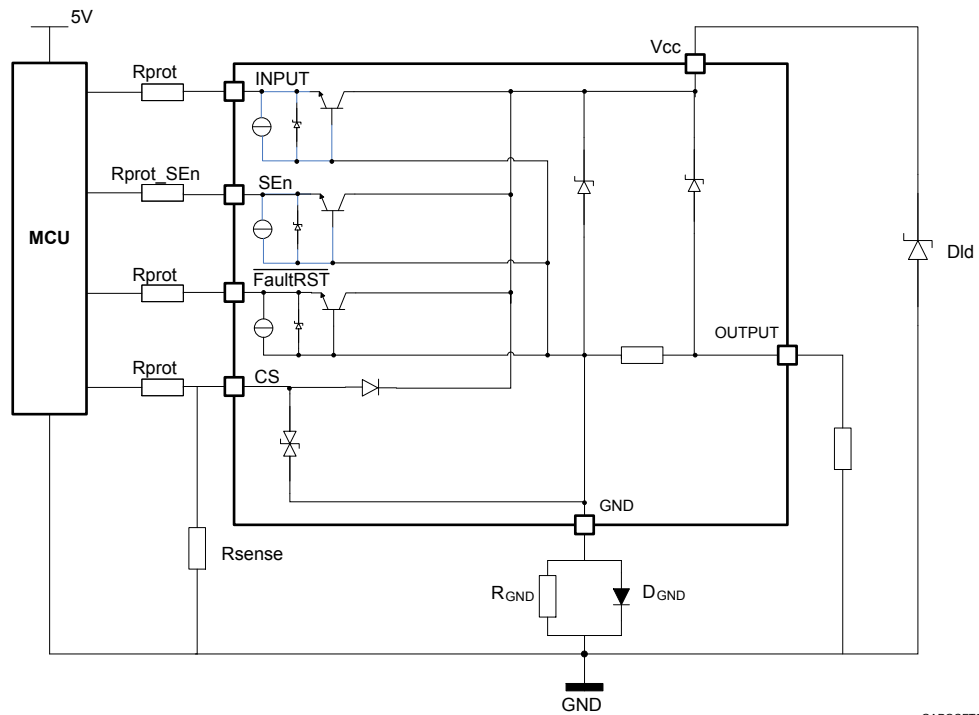 5V
Vcc
Rprot
INPUT
Rprot_SEn
SEn
MCU
Dld
Rprot
FaultRST
OUTPUT
Rprot
CS
GND
Rsense
RGND
DGND
GND